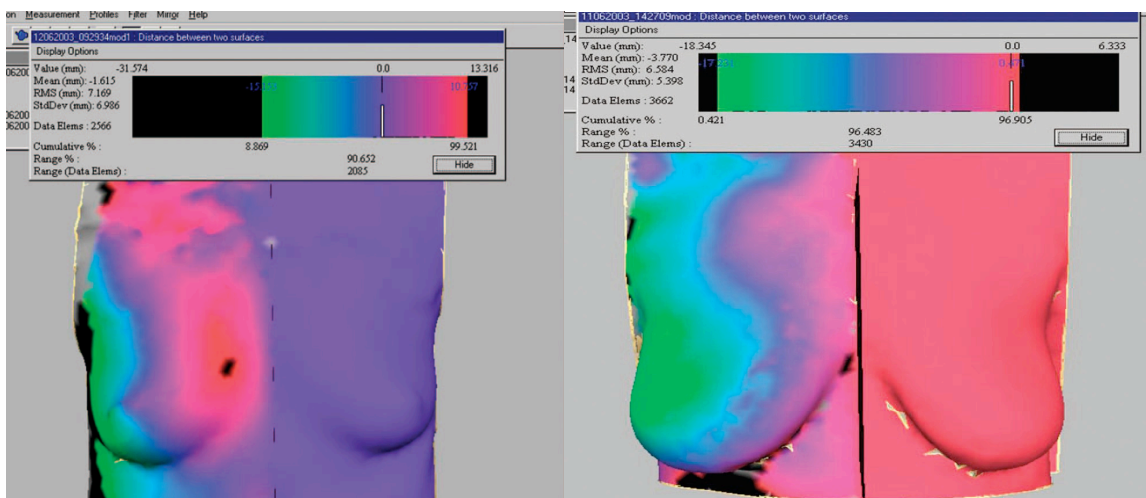 on Measurement Profiles Filter Mirror Help
12062003_092934mod1 : Distance between two surfaces
Display Options
Value (mm): -31.574 0.0 13.316
Mean (mm): -1.615
RMS (mm): 7.169
StdDev (mm): 6.986
10.757
Data Elems : 2566
Cumulative % : 8.869 99.521
Range % : 90.652
Range (Data Elems) : 2085
Hide
11062003_142709mod : Distance between two surfaces
Display Options
Value (mm): -18.345 0.0 6.333
Mean (mm): -3.770
RMS (mm): 6.584
StdDev (mm): 5.398
0.471
Data Elems : 3662
Cumulative % : 0.421 96.905
Range % : 96.483
Range (Data Elems) : 3430
Hide